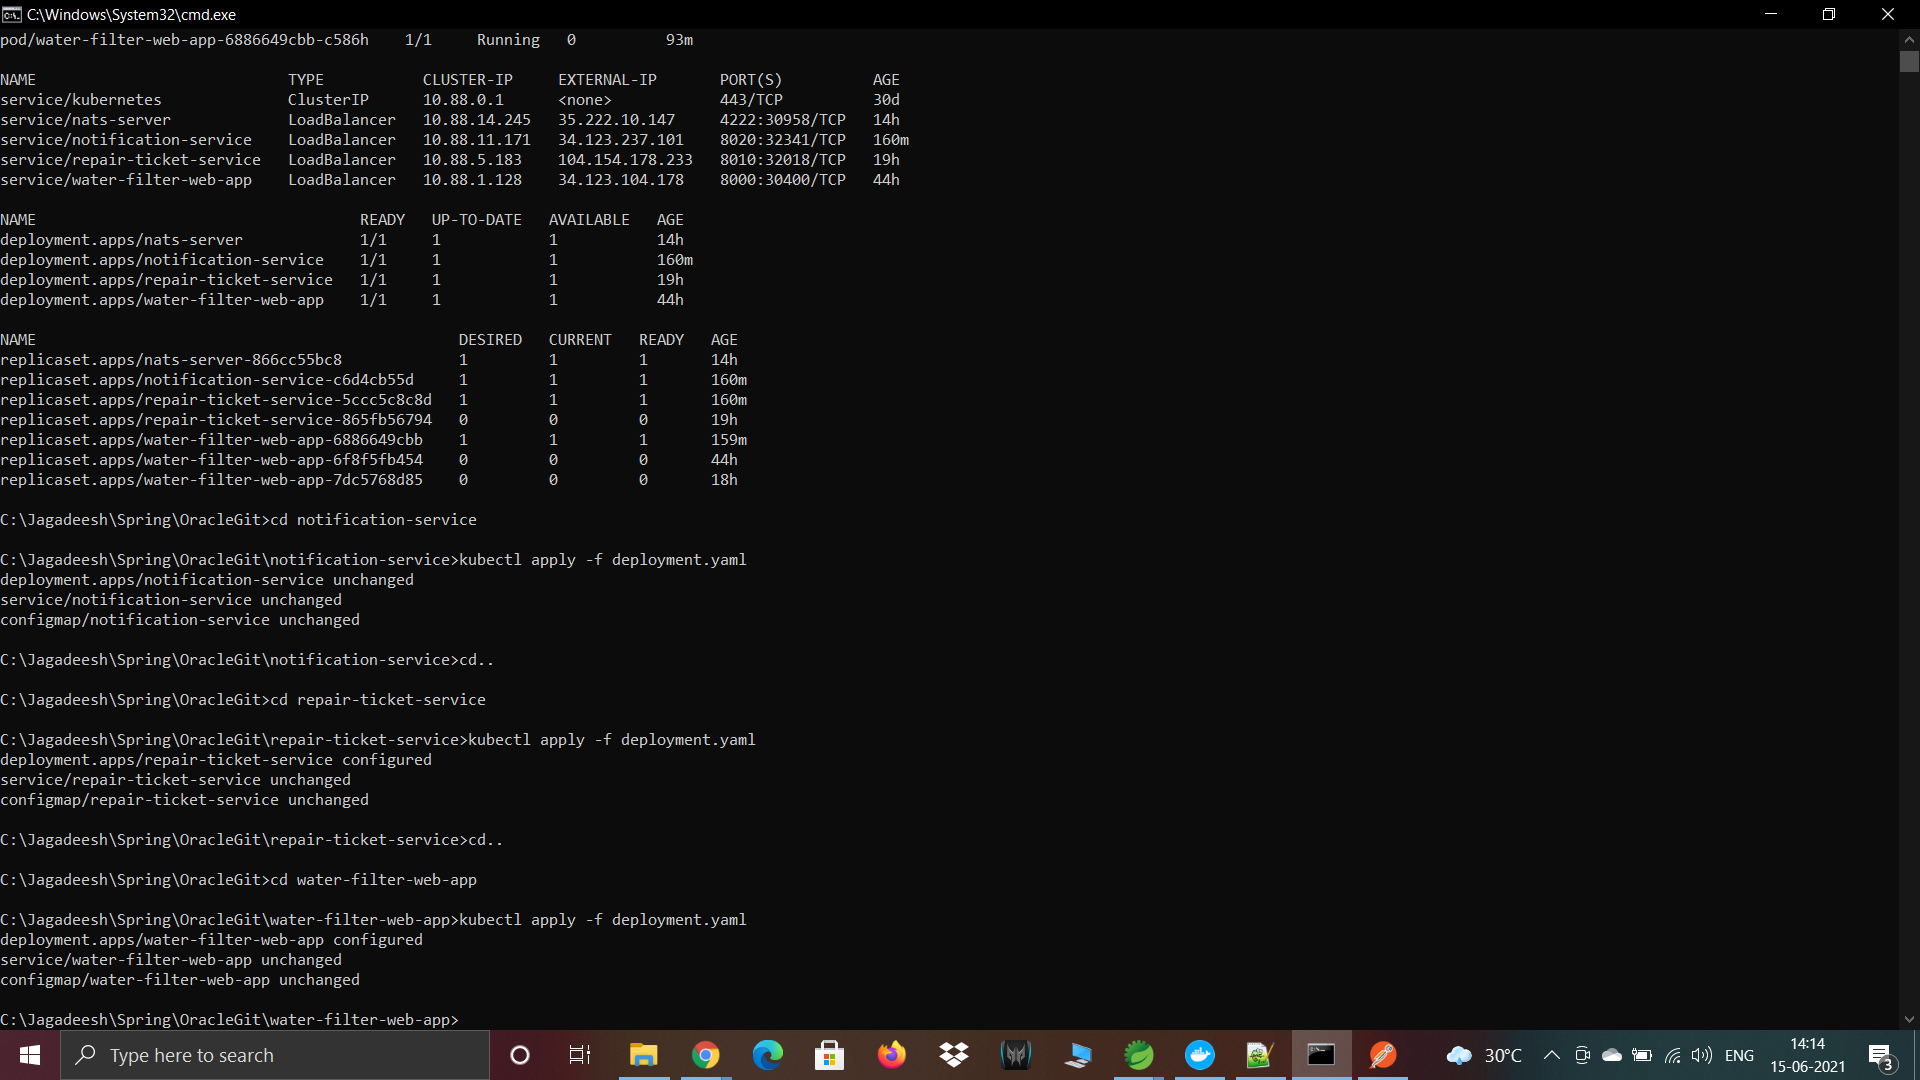 C:\Windows\System32\cmd.exe
pod/water-filter-web-app-6886649cbb-c586h 1/1 Running 0 93m
NAME TYPE CLUSTER-IP EXTERNAL-IP PORT(S) AGE
service/kubernetes ClusterIP 10.88.0.1 <none> 443/TCP 30d
service/nats-server LoadBalancer 10.88.14.245 35.222.10.147 4222:30958/TCP 14h
service/notification-service LoadBalancer 10.88.11.171 34.123.237.101 8020:32341/TCP 160m
service/repair-ticket-service LoadBalancer 10.88.5.183 104.154.178.233 8010:32018/TCP 19h
service/water-filter-web-app LoadBalancer 10.88.1.128 34.123.104.178 8000:30400/TCP 44h
NAME READY UP-TO-DATE AVAILABLE AGE
deployment.apps/nats-server 1/1 1 1 14h
deployment.apps/notification-service 1/1 1 1 160m
deployment.apps/repair-ticket-service 1/1 1 1 19h
deployment.apps/water-filter-web-app 1/1 1 1 44h
NAME DESIRED CURRENT READY AGE
replicaset.apps/nats-server-866cc55bc8 1 1 1 14h
replicaset.apps/notification-service-c6d4cb55d 1 1 1 160m
replicaset.apps/repair-ticket-service-5ccc5c8c8d 1 1 1 160m
replicaset.apps/repair-ticket-service-865fb56794 0 0 0 19h
replicaset.apps/water-filter-web-app-6886649cbb 1 1 1 159m
replicaset.apps/water-filter-web-app-6f8f5fb454 0 0 0 44h
replicaset.apps/water-filter-web-app-7dc5768d85 0 0 0 18h
C:\Jagadeesh\Spring\OracleGit>cd notification-service
C:\Jagadeesh\Spring\OracleGit\notification-service>kubectl apply -f deployment.yaml
deployment.apps/notification-service unchanged
service/notification-service unchanged
configmap/notification-service unchanged
C:\Jagadeesh\Spring\OracleGit\notification-service>cd..
C:\Jagadeesh\Spring\OracleGit>cd repair-ticket-service
C:\Jagadeesh\Spring\OracleGit\repair-ticket-service>kubectl apply -f deployment.yaml
deployment.apps/repair-ticket-service configured
service/repair-ticket-service unchanged
configmap/repair-ticket-service unchanged
C:\Jagadeesh\Spring\OracleGit\repair-ticket-service>cd..
C:\Jagadeesh\Spring\OracleGit>cd water-filter-web-app
C:\Jagadeesh\Spring\OracleGit\water-filter-web-app>kubectl apply -f deployment.yaml
deployment.apps/water-filter-web-app configured
service/water-filter-web-app unchanged
configmap/water-filter-web-app unchanged
C:\Jagadeesh\Spring\OracleGit\water-filter-web-app>
Type here to search
30°C
ENG
14:14
15-06-2021
3